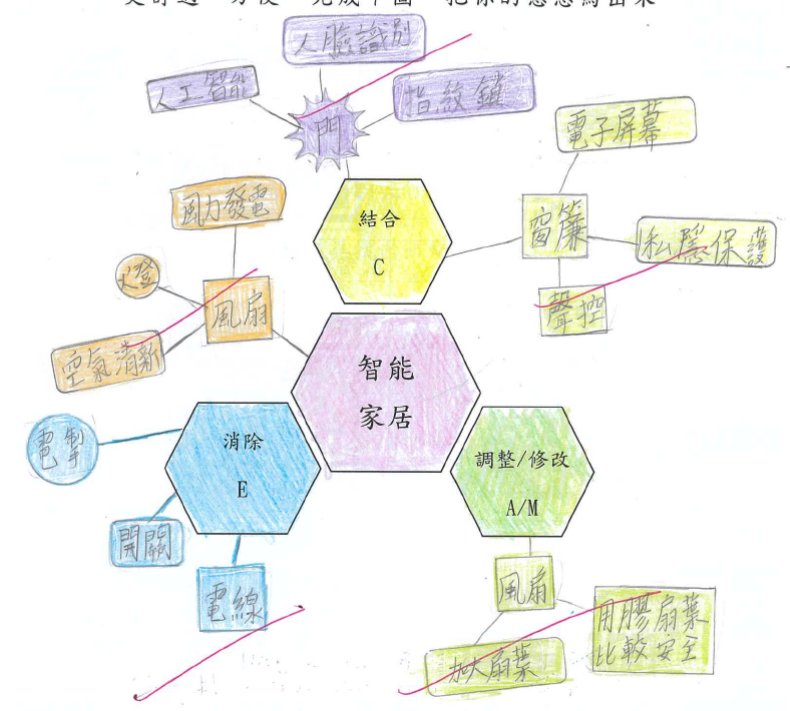 人臉識別
人工智能
指紋鎖
門
電子屏幕
風力發電
結合
C
窗簾
私隱保護
燈
風扇
聲控
空氣清新
智能
家居
電掣
消除
E
調整/修改
A/M
開關
風扇
電線
用膠扇葉
比較安全
加大扇葉